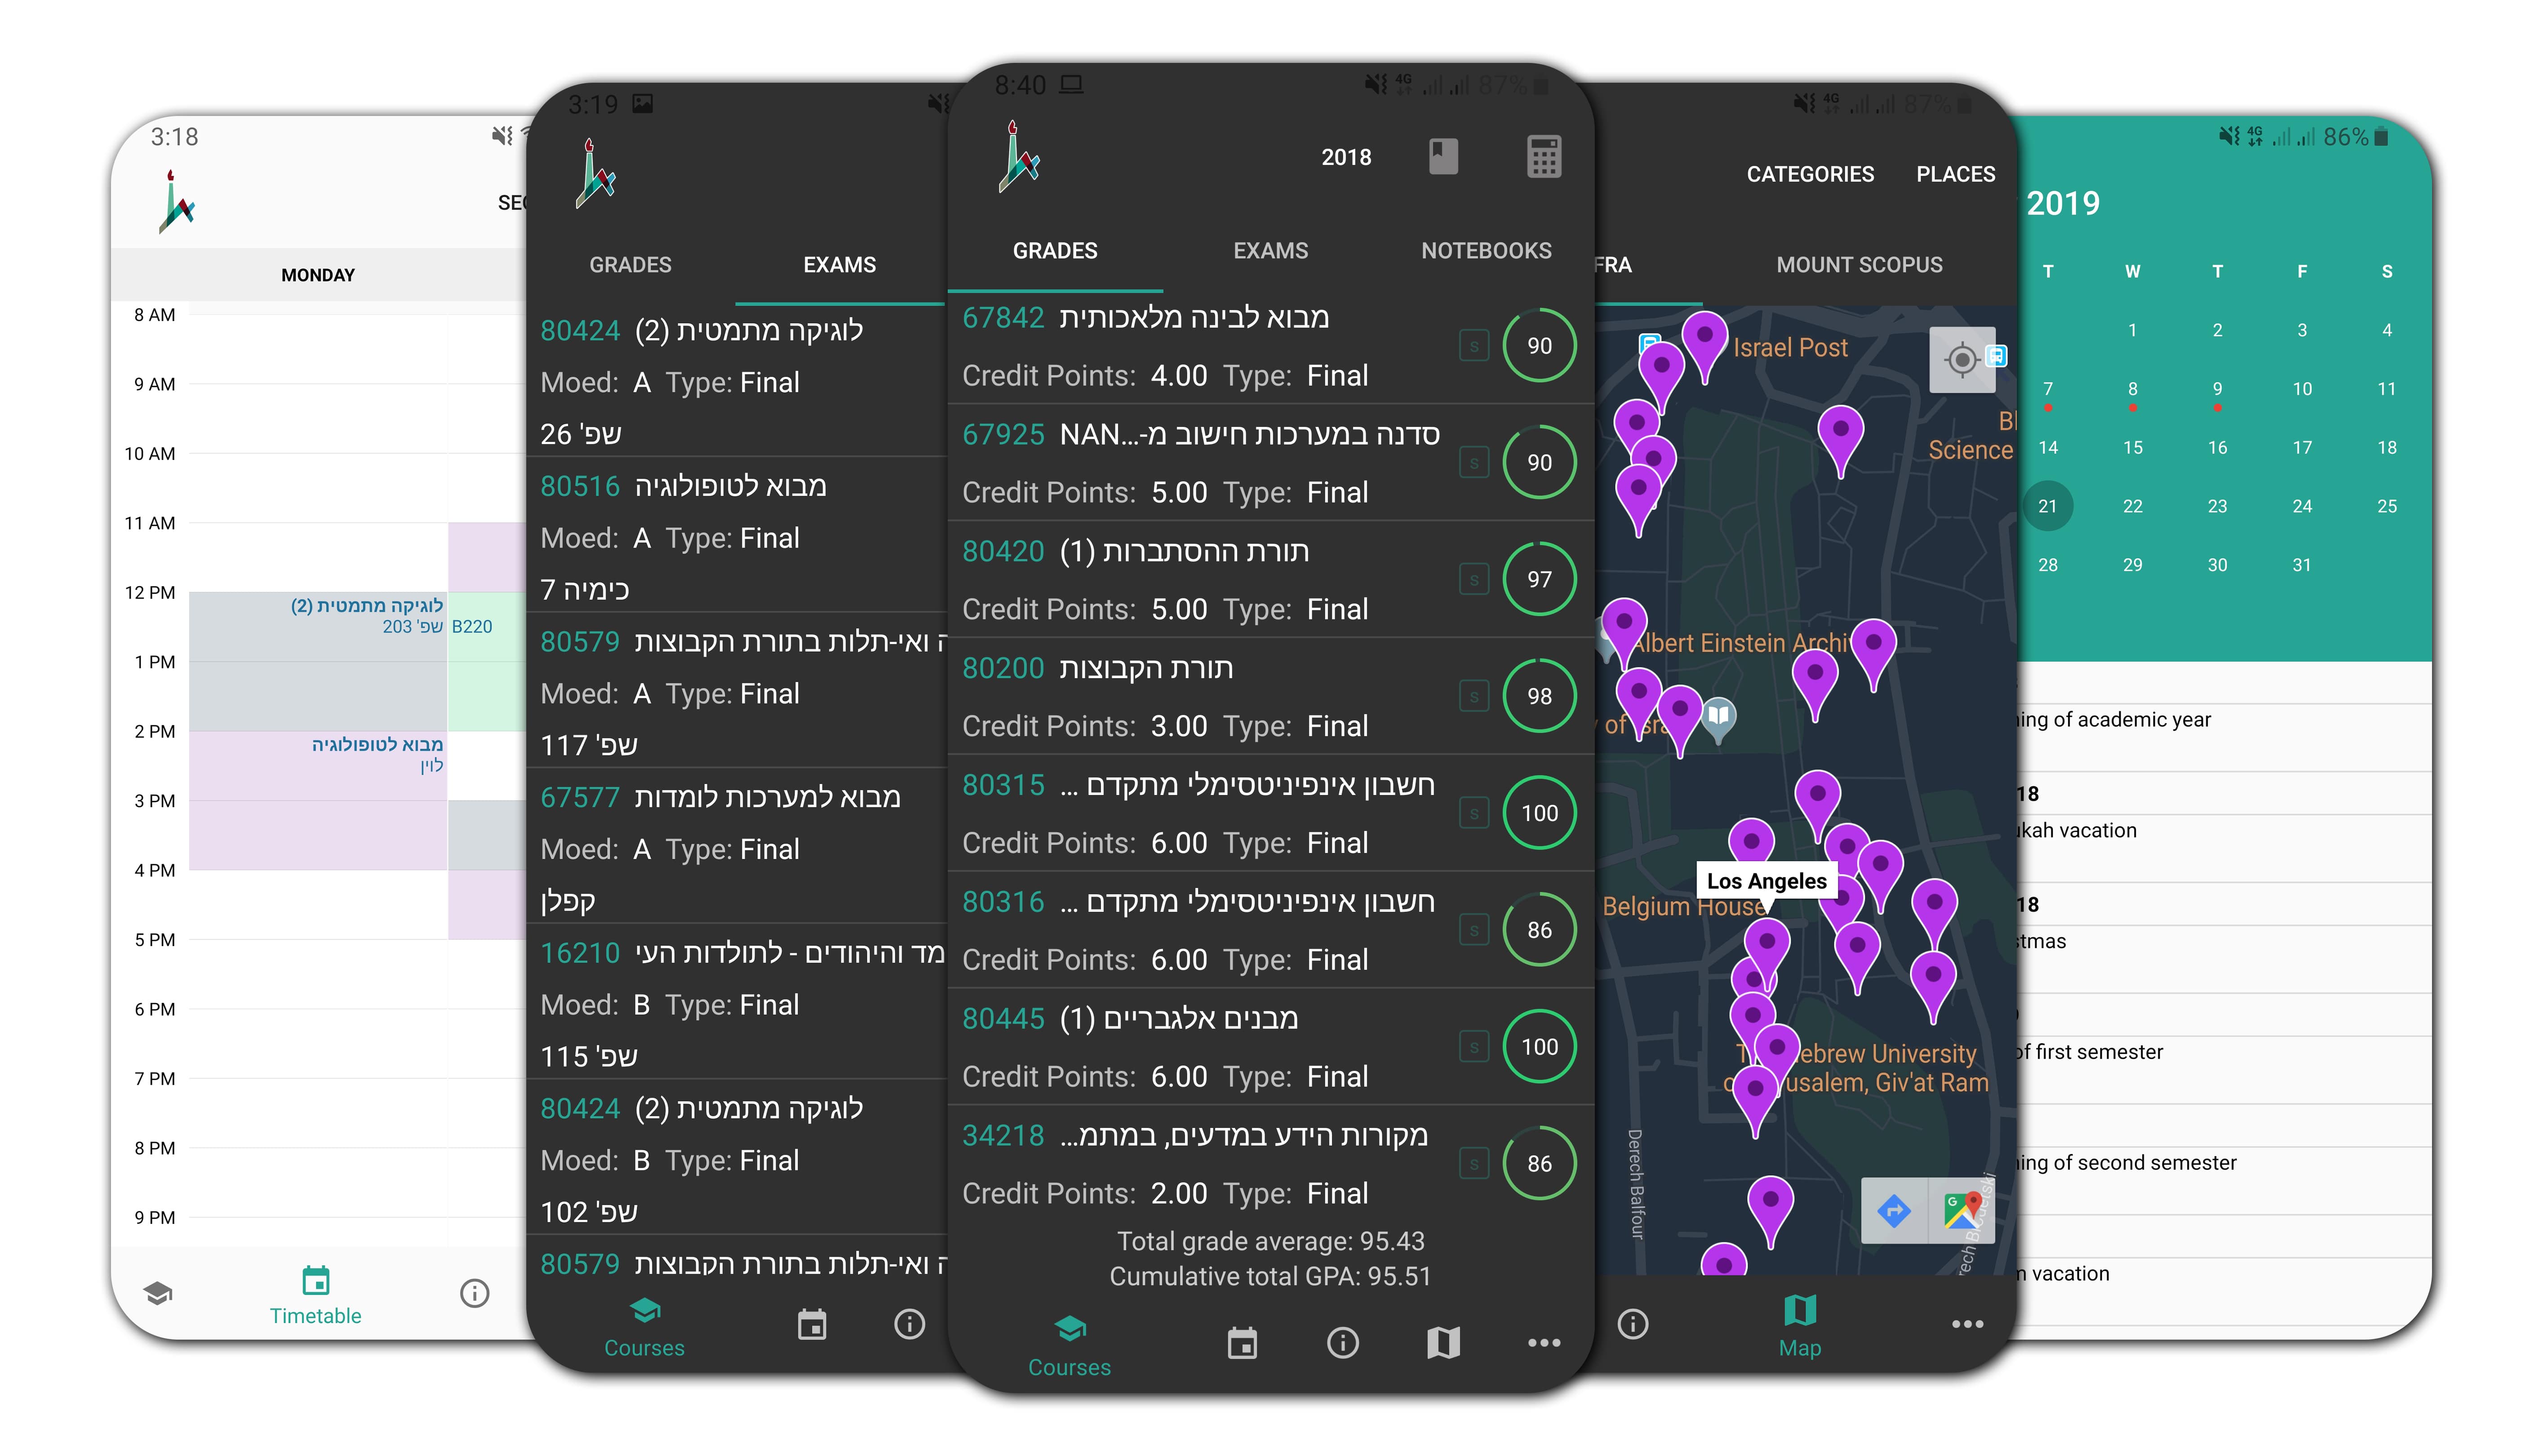 3:18
SEC
MONDAY
8 AM
9 AM
10 AM
11 AM
12 PM
לוגיקה מתמטית (2)
שפ' 203
B220
1 PM
2 PM
מבוא לטופולוגיה
לוין
3 PM
4 PM
5 PM
6 PM
7 PM
8 PM
9 PM
Timetable
3:19
GRADES EXAMS
80424 לוגיקה מתמטית (2)
Moed: A Type: Final
שפ' 26
80516 מבוא לטופולוגיה
Moed: A Type: Final
כימיה 7
80579 ואי-תלות בתורת הקבוצות
Moed: A Type: Final
שפ' 117
67577 מבוא למערכות לומדות
Moed: A Type: Final
קפלן
16210 מד והיהודים - לתולדות העי
Moed: B Type: Final
שפ' 115
80424 לוגיקה מתמטית (2)
Moed: B Type: Final
שפ' 102
80579 ואי-תלות בתורת הקבוצות
Courses
8:40 4G 87%
2018
GRADES EXAMS NOTEBOOKS
67842 מבוא לבינה מלאכותית
S 90
Credit Points: 4.00 Type: Final
67925 סדנה במערכות חישוב מ-...NAN
S 90
Credit Points: 5.00 Type: Final
80420 תורת ההסתברות (1)
S 97
Credit Points: 5.00 Type: Final
80200 תורת הקבוצות
S 98
Credit Points: 3.00 Type: Final
80315 חשבון אינפיניטסימלי מתקדם ...
S 100
Credit Points: 6.00 Type: Final
80316 חשבון אינפיניטסימלי מתקדם ...
S 86
Credit Points: 6.00 Type: Final
80445 מבנים אלגבריים (1)
S 100
Credit Points: 6.00 Type: Final
34218 מקורות הידע במדעים, במתמ...
S 86
Credit Points: 2.00 Type: Final
Total grade average: 95.43
Cumulative total GPA: 95.51
Courses
4G 87%
CATEGORIES PLACES
FRA MOUNT SCOPUS
Israel Post
Bl
Science
Albert Einstein Archiv
of Isra
Los Angeles
Belgium House
Hebrew University
Jerusalem, Giv'at Ram
Derech Balfour
Map
4G 86%
2019
T W T F S
1 2 3 4
7 8 9 10 11
14 15 16 17 18
21 22 23 24 25
28 29 30 31
ning of academic year
18
ukah vacation
18
stmas
of first semester
ning of second semester
m vacation